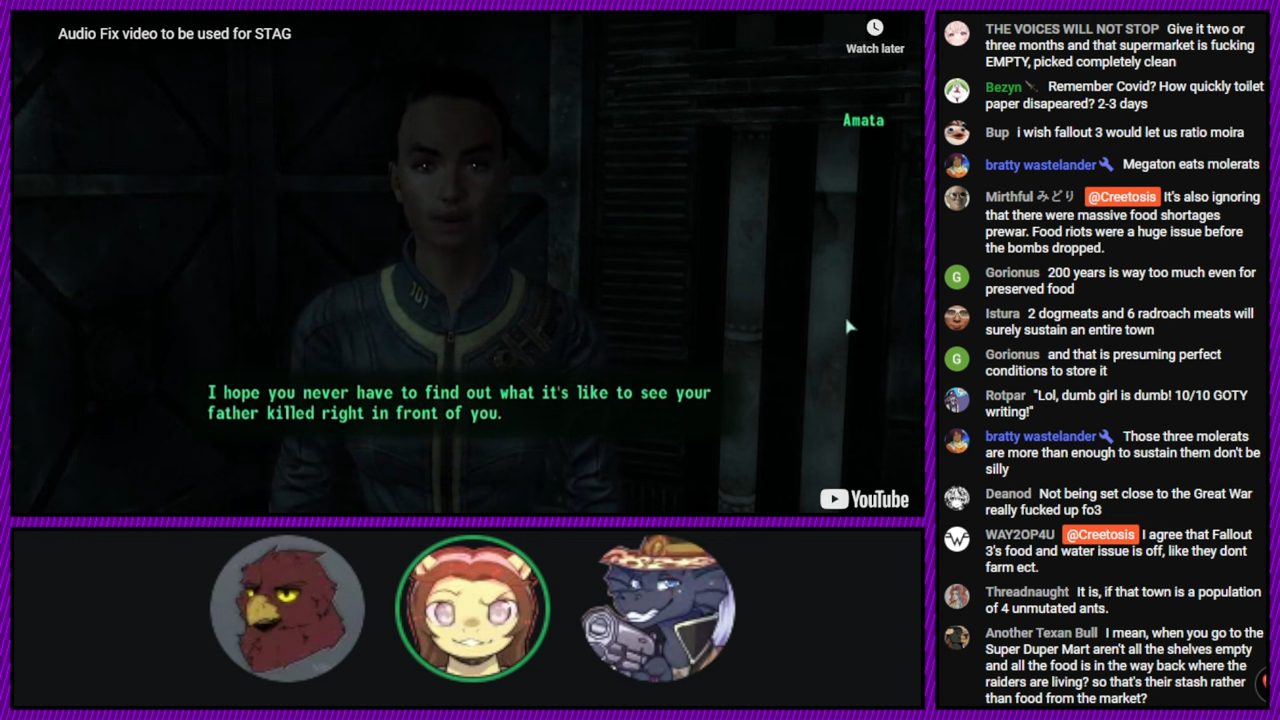 Audio Fix video to be used for STAG
Watch later
Amata
101
I hope you never have to find out what it's like to see your
father killed right in front of you.
YouTube
THE VOICES WILL NOT STOP Give it two or
three months and that supermarket is fucking
EMPTY, picked completely clean
Bezyn Remember Covid? How quickly toilet
paper disapeared? 2-3 days
Bup i wish fallout 3 would let us ratio moira
bratty wastelander Megaton eats molerats
Mirthful みどり @Creetosis It's also ignoring
that there were massive food shortages
prewar. Food riots were a huge issue before
the bombs dropped.
G
Gorionus 200 years is way too much even for
preserved food
Istura 2 dogmeats and 6 radroach meats will
surely sustain an entire town
G
Gorionus and that is presuming perfect
conditions to store it
Rotpar "Lol, dumb girl is dumb! 10/10 GOTY
writing!"
bratty wastelander Those three molerats
are more than enough to sustain them don't be
silly
Deanod Not being set close to the Great War
really fucked up fo3
WAY2OP4U @Creetosis I agree that Fallout
3's food and water issue is off, like they dont
farm ect.
Threadnaught It is, if that town is a population
of 4 unmutated ants.
Another Texan Bull I mean, when you go to the
Super Duper Mart aren't all the shelves empty
and all the food is in the way back where the
raiders are living? so that's their stash rather
than food from the market?